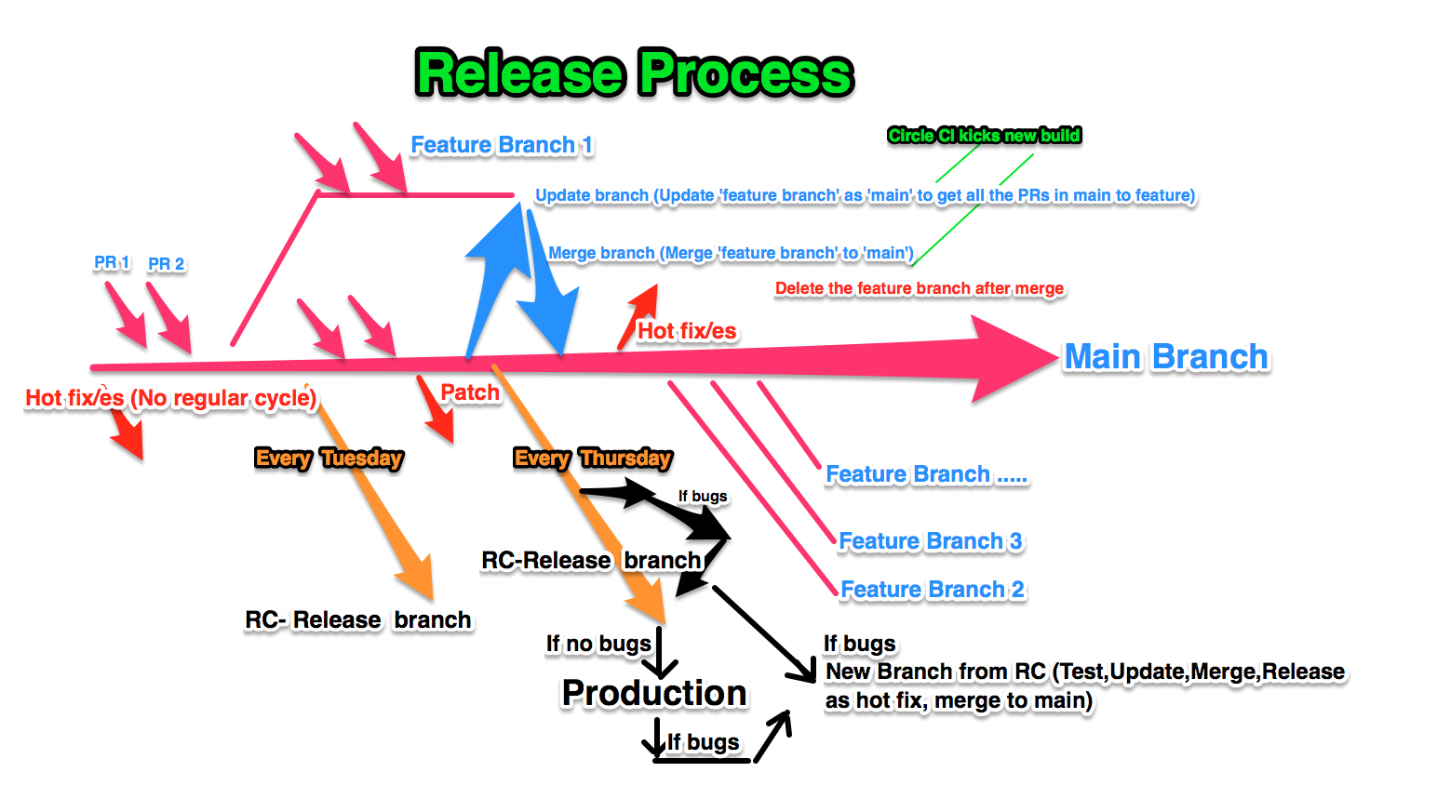 Release Process
Circle CI kicks new build
Feature Branch 1
Update branch (Update 'feature branch' as 'main' to get all the PRs in main to feature)
Merge branch (Merge 'feature branch' to 'main')
PR 1
PR 2
Delete the feature branch after merge
Hot fix/es
Main Branch
Hot fix/es (No regular cycle)
Patch
Every Tuesday
Every Thursday
Feature Branch .....
If bugs
Feature Branch 3
RC-Release branch
Feature Branch 2
RC- Release branch
If no bugs
If bugs
New Branch from RC (Test,Update,Merge,Release
as hot fix, merge to main)
Production
If bugs